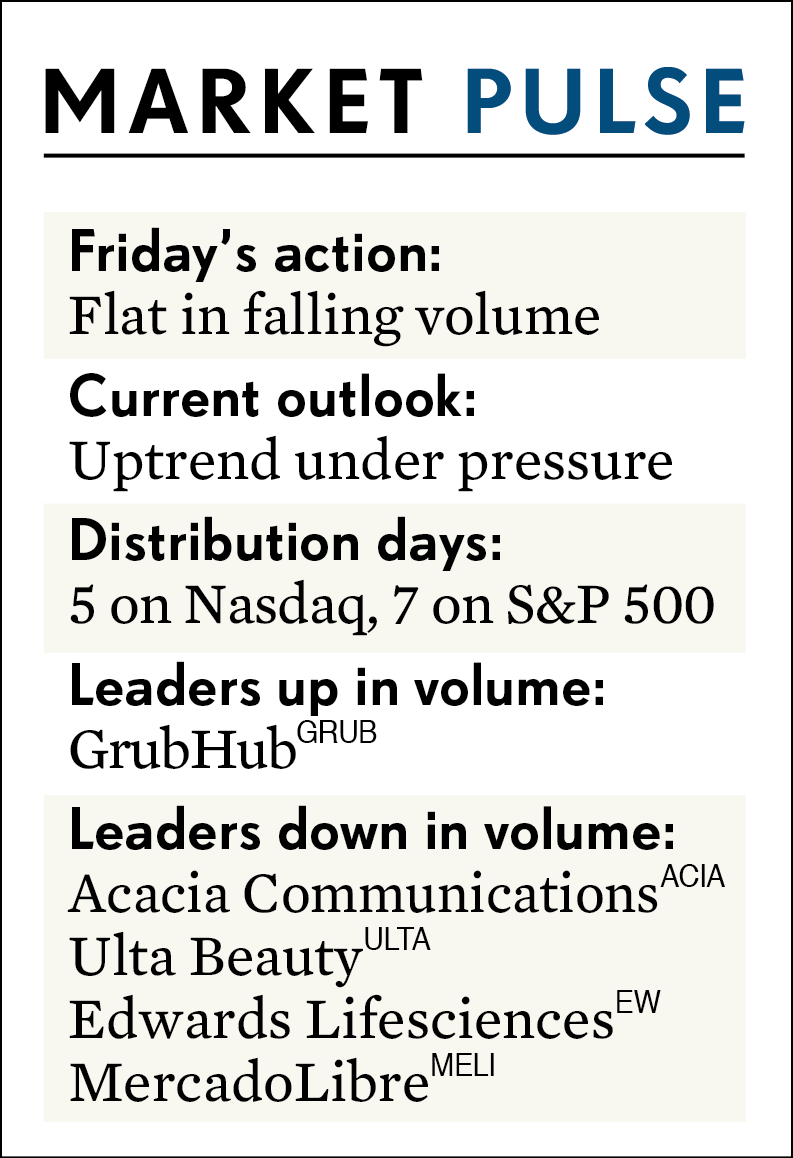 MARKET PULSE
Friday’s action:
Flat in falling volume
Current outlook:
Uptrend under pressure
Distribution days:
5 on Nasdaq, 7 on S&P 500
Leaders up in volume:
GrubHub GRUB
Leaders down in volume:
Acacia Communications ACIA
Ulta Beauty ULTA
Edwards Lifesciences EW
MercadoLibre MELI